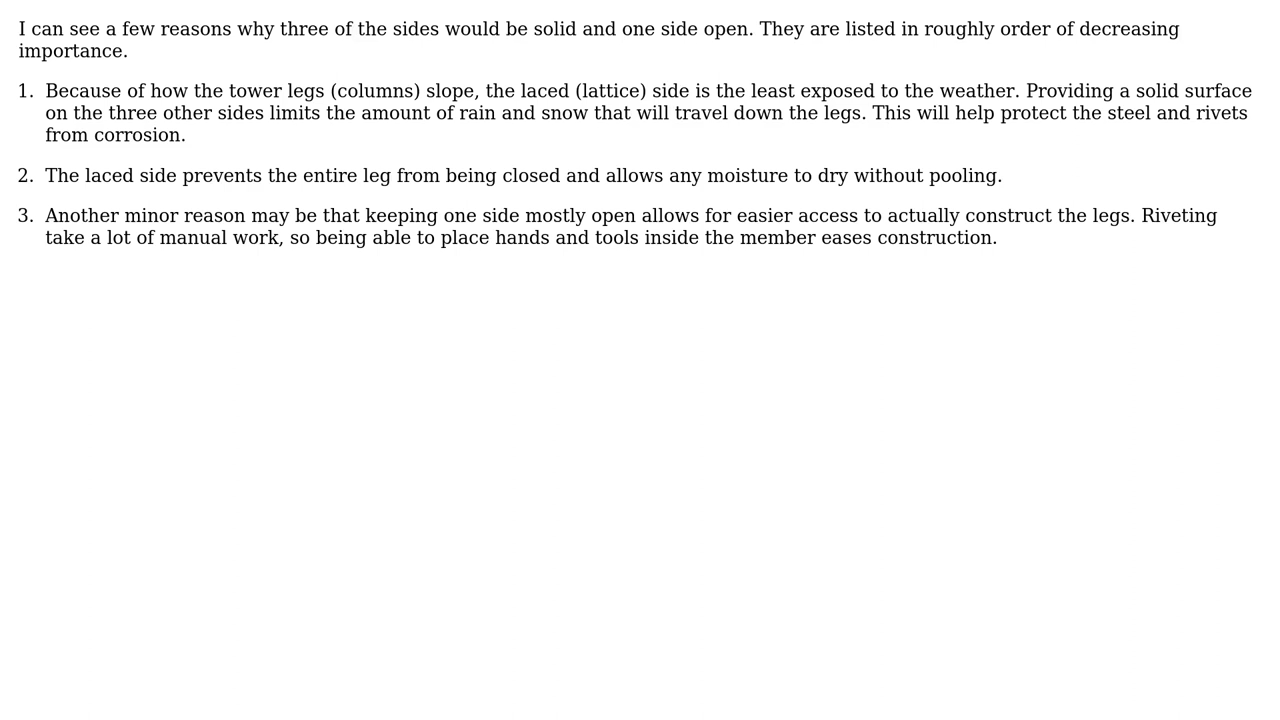 I can see a few reasons why three of the sides would be solid and one side open. They are listed in roughly order of decreasing
importance.
1. Because of how the tower legs (columns) slope, the laced (lattice) side is the least exposed to the weather. Providing a solid surface
on the three other sides limits the amount of rain and snow that will travel down the legs. This will help protect the steel and rivets
from corrosion.
2. The laced side prevents the entire leg from being closed and allows any moisture to dry without pooling.
3. Another minor reason may be that keeping one side mostly open allows for easier access to actually construct the legs. Riveting
take a lot of manual work, so being able to place hands and tools inside the member eases construction.